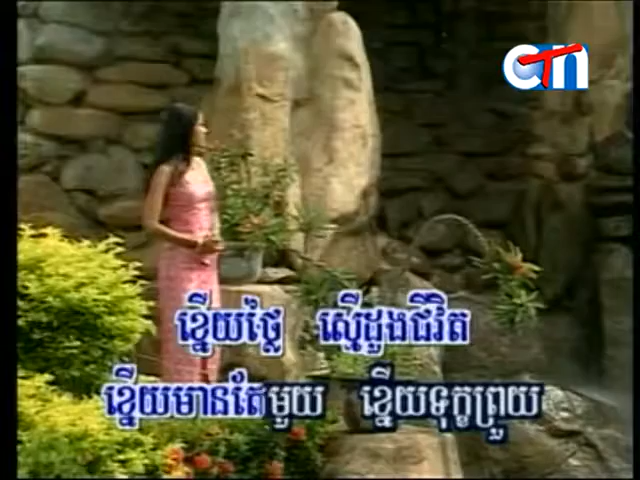 CTN
ខ្នើយថ្លៃ ស្មើដួងជីវិត
ខ្នើយមានតែមួយ ខ្នើយទុក្ខព្រួយ